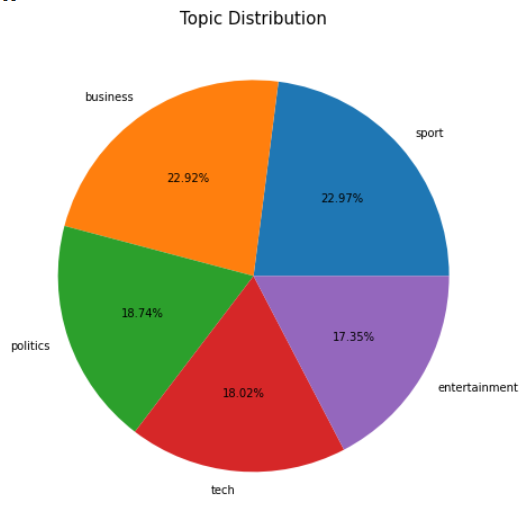 Topic Distribution
business
sport
22.92%
22.97%
18.74%
17.35%
politics
entertainment
18.02%
tech